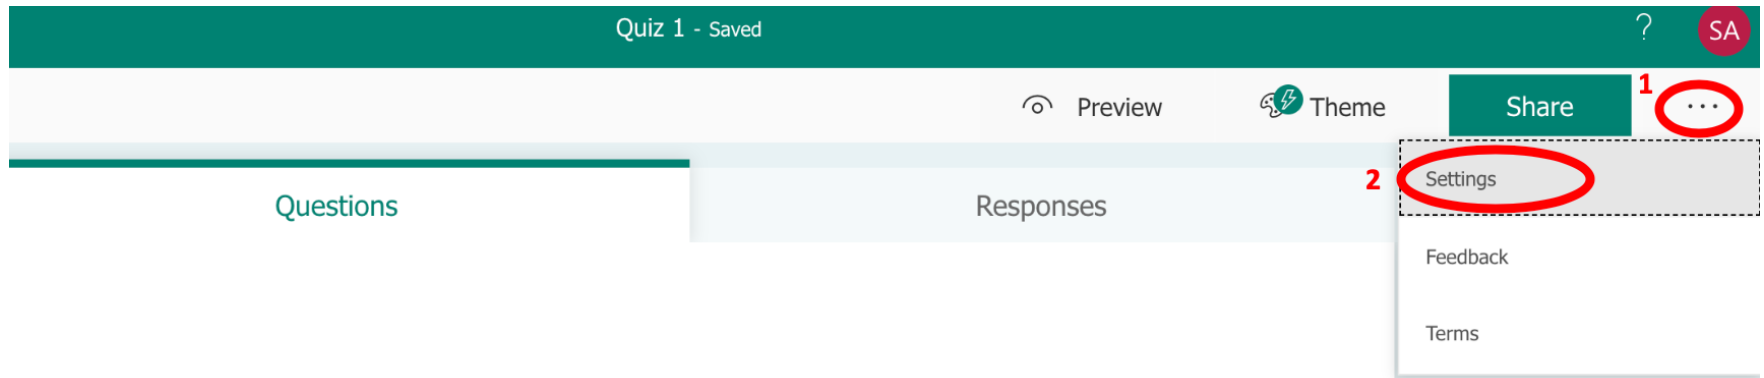 Quiz 1 - Saved
?
SA
Preview
Theme
Share
1
...
Questions
Responses
2
Settings
Feedback
Terms